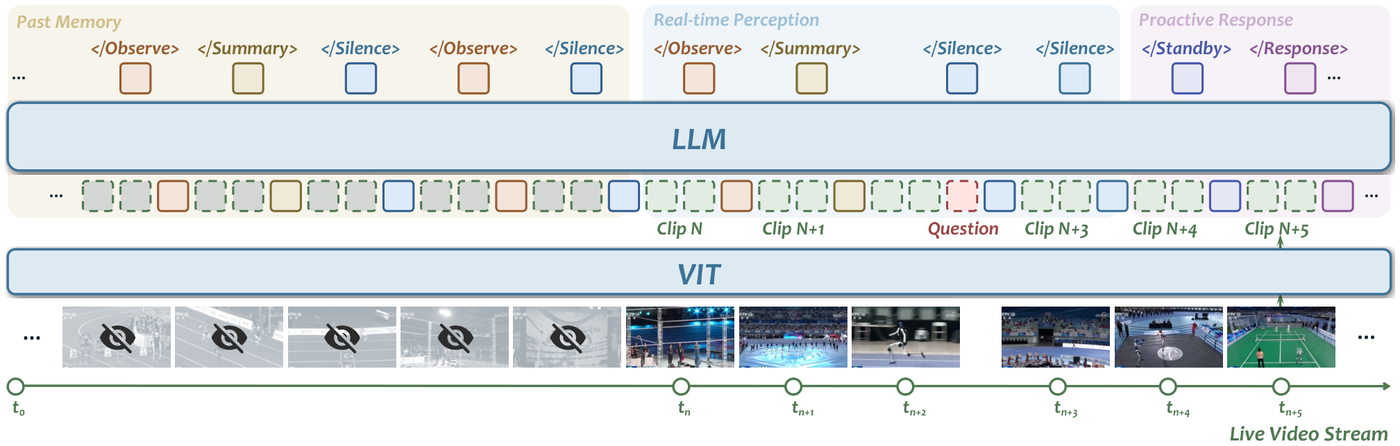 Past Memory
Real-time Perception
Proactive Response
</Observe> </Summary> </Silence> </Observe> </Silence> </Observe> </Summary> </Silence> </Silence> </Standby> </Response>
...
...
LLM
...
...
Clip N Clip N+1 Question Clip N+3 Clip N+4 Clip N+5
VIT
...
...
t0 tn tn+1 tn+2 tn+3 tn+4 tn+5
Live Video Stream